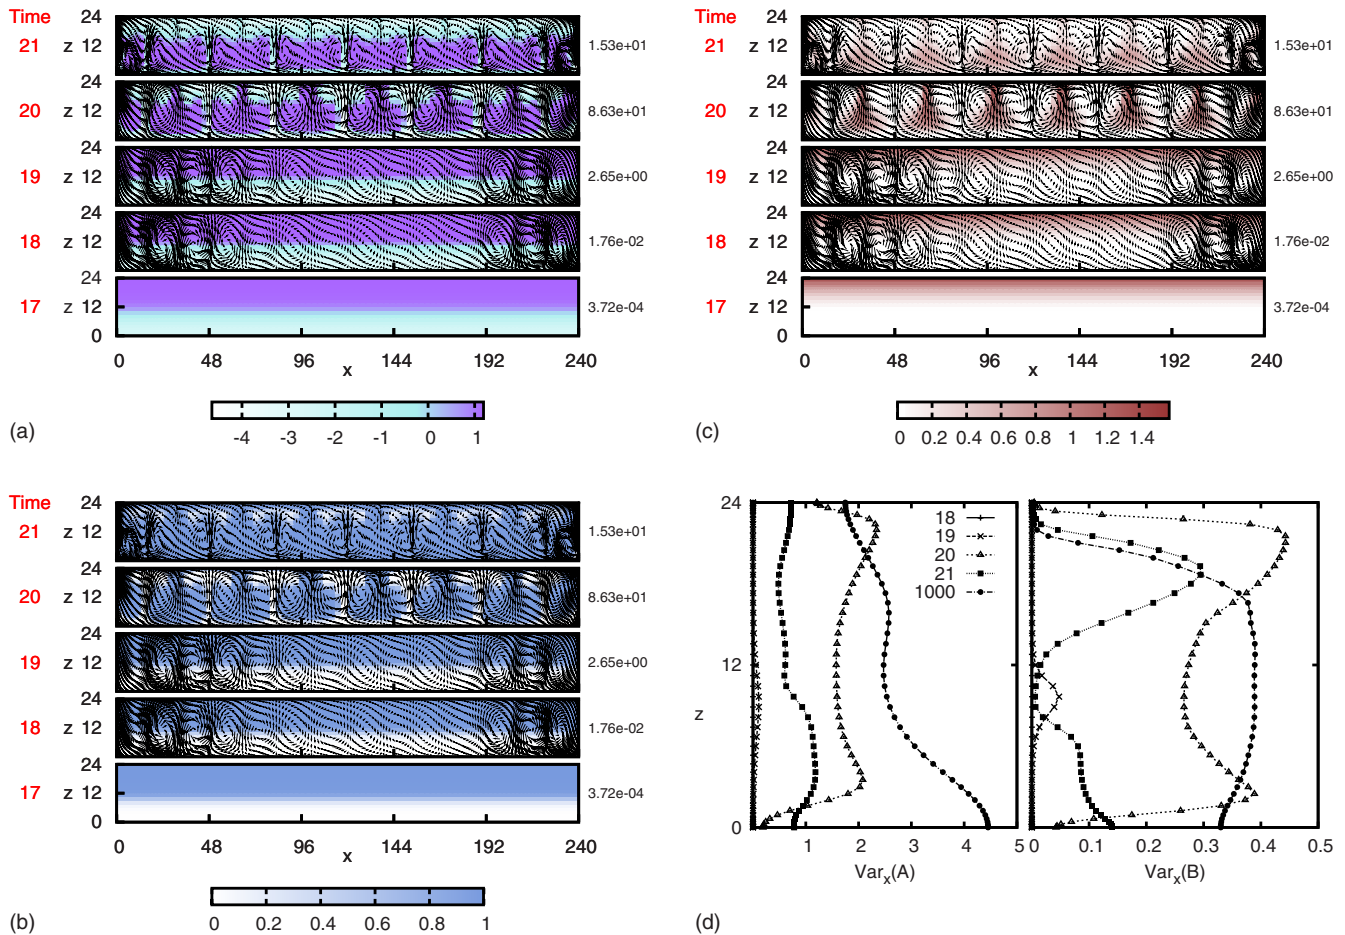 Time
24
21 z 12 1.53e+01
24
20 z 12 8.63e+01
24
19 z 12 2.65e+00
24
18 z 12 1.76e-02
24
17 z 12 3.72e-04
0
0 48 96 144 192 240
x
-4 -3 -2 -1 0 1
(a)
Time
24
21 z 12 1.53e+01
24
20 z 12 8.63e+01
24
19 z 12 2.65e+00
24
18 z 12 1.76e-02
24
17 z 12 3.72e-04
0
0 48 96 144 192 240
x
0 0.2 0.4 0.6 0.8 1 1.2 1.4
(c)
Time
24
21 z 12 1.53e+01
24
20 z 12 8.63e+01
24
19 z 12 2.65e+00
24
18 z 12 1.76e-02
24
17 z 12 3.72e-04
0
0 48 96 144 192 240
x
0 0.2 0.4 0.6 0.8 1
(b)
24
12
z
0
18
19
20
21
1000
1 2 3 4 5
Varx(A)
0 0.1 0.2 0.3 0.4 0.5
Varx(B)
(d)